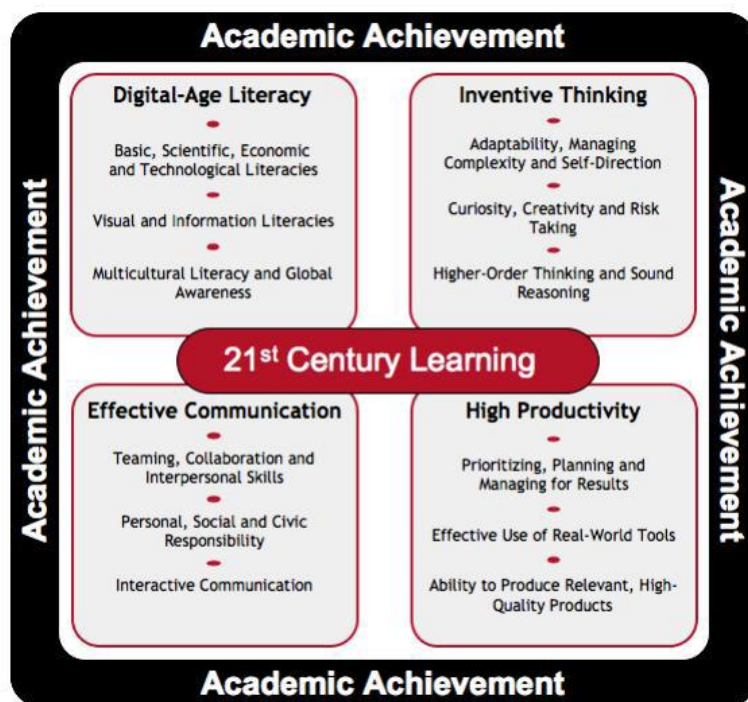 Academic Achievement
Academic Achievement
Digital-Age Literacy
Basic, Scientific, Economic
and Technological Literacies
Visual and Information Literacies
Multicultural Literacy and Global
Awareness
Inventive Thinking
Adaptability, Managing
Complexity and Self-Direction
Curiosity, Creativity and Risk
Taking
Higher-Order Thinking and Sound
Reasoning
Academic Achievement
21st Century Learning
Effective Communication
Teaming, Collaboration and
Interpersonal Skills
Personal, Social and Civic
Responsibility
Interactive Communication
High Productivity
Prioritizing, Planning and
Managing for Results
Effective Use of Real-World Tools
Ability to Produce Relevant, High-
Quality Products
Academic Achievement